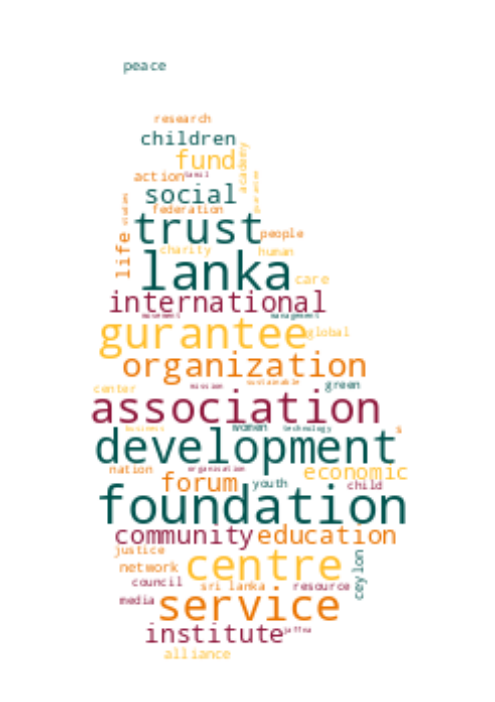 peace
research
children
fund
academy
action tamil
social
federation
trust people
life
charity human
lanka care
international
movement management
gurantee global
organization
mission sustainable green
center
association
business women technology s
development
nation organisation economic
forum youth child
foundation
community education
justice
centre
network
ceylon
council sri lanka resource
media service
institute jaffna
alliance